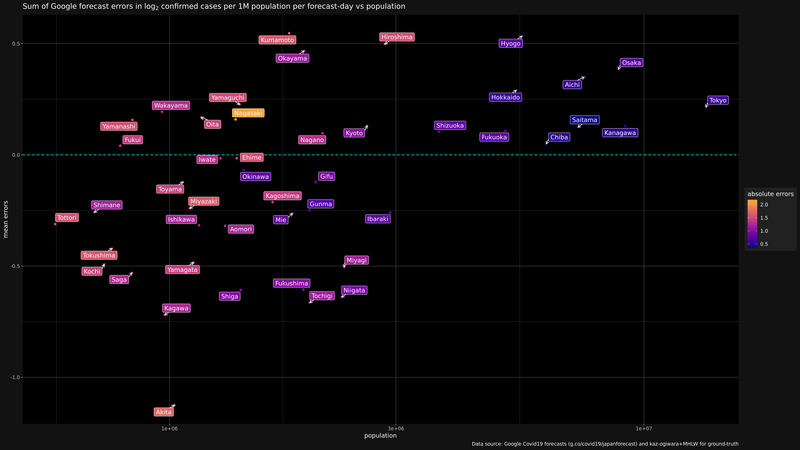 Sum of Google forecast errors in log₂ confirmed cases per 1M population per forecast-day vs population
mean errors
0.5
0.0
-0.5
-1.0
Kumamoto
Hiroshima
Okayama
Hyogo
Osaka
Aichi
Hokkaido
Tokyo
Yamaguchi
Wakayama
Nagasaki
Oita
Yamanashi
Saitama
Kyoto
Shizuoka
Kanagawa
Fukui
Nagano
Fukuoka
Chiba
Iwate
Ehime
Okinawa
Gifu
Toyama
Kagoshima
Miyazaki
Shimane
Gunma
Tottori
Ishikawa
Mie
Ibaraki
Aomori
Tokushima
Miyagi
Kochi
Yamagata
Saga
Fukushima
Niigata
Shiga
Tochigi
Kagawa
Akita
absolute errors
2.0
1.5
1.0
0.5
1e+06
3e+06
1e+07
population
Data source: Google Covid19 forecasts (g.co/covid19/japanforecast) and kaz-ogiwara+MHLW for ground-truth